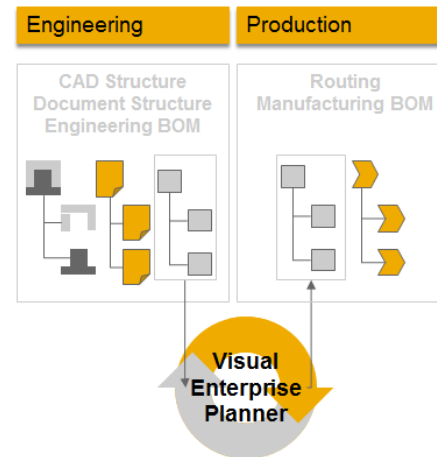 Engineering
Production
CAD Structure
Document Structure
Engineering BOM
Routing
Manufacturing BOM
Visual
Enterprise
Planner